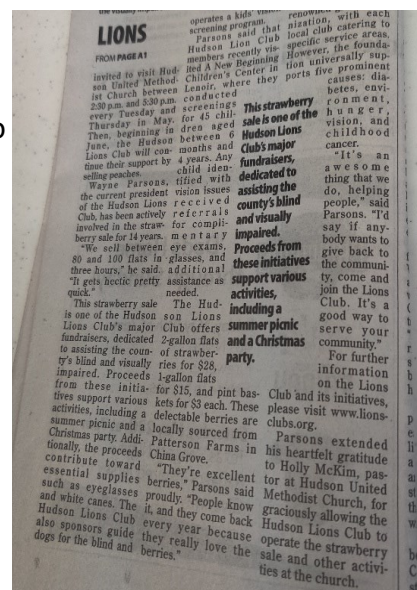 LIONS
FROM PAGE A1
invited to visit Hud-
son United Method-
ist Church between
2:30 p.m. and 5:30 p.m.
every Tuesday and
Thursday in May.
Then, beginning in
June, the Hudson
Lions Club will con-
tinue their support by
selling peaches.
Wayne Parsons,
the current president
of the Hudson Lions
Club, has been actively
involved in the straw-
berry sale for 14 years.
"We sell between
80 and 100 flats in
three hours," he said.
"It gets hectic pretty
quick."
This strawberry sale
is one of the Hudson
Lions Club's major
fundraisers, dedicated
to assisting the coun-
ty's blind and visually
impaired. Proceeds
from these initia-
tives support various
activities, including a
summer picnic and a
Christmas party. Addi-
tionally, the proceeds
contribute toward
essential supplies
such as eyeglasses
and white canes. The
Hudson Lions Club
also sponsors guide
dogs for the blind and
operates a kids' vision
screening program.
Parsons said that
Hudson Lion Club
members recently vis-
ited A New Beginning
Children's Center in
Lenoir, where they
conducted
screenings
for 45 chil-
dren aged
between 6
months and
4 years. Any
child iden-
tified with
vision issues
received
referrals
for compli-
mentary
eye exams,
glasses, and
additional
assistance as
needed.
The Hud-
son Lions
Club offers
2-gallon flats
of strawber-
ries for $28,
1-gallon flats
for $15, and pint bas-
kets for $3 each. These
delectable berries are
locally sourced from
Patterson Farms in
China Grove.
"They're excellent
berries," Parsons said
proudly. "People know
it, and they come back
every year because
they really love the
berries."
This strawberry
sale is one of the
Hudson Lions
Club's major
fundraisers,
dedicated to
assisting the
county's blind
and visually
impaired.
Proceeds from
these initiatives
support various
activities,
including a
summer picnic
and a Christmas
party.
renowned
nization, with each
local club catering to
specific service areas.
However, the founda-
tion universally sup-
ports five prominent
causes: dia-
betes, envi-
ronment,
hunger,
vision, and
childhood
cancer.
"It's an
awesome
thing that we
do, helping
people," said
Parsons. "I'd
say if any-
body wants to
give back to
the communi-
ty, come and
join the Lions
Club. It's a
good way to
serve your
community."
For further
information
on the Lions
Club and its initiatives,
please visit www.lions-
clubs.org.
Parsons extended
his heartfelt gratitude
to Holly McKim, pas-
tor at Hudson United
Methodist Church, for
graciously allowing the
Hudson Lions Club to
operate the strawberry
sale and other activi-
ties at the church.